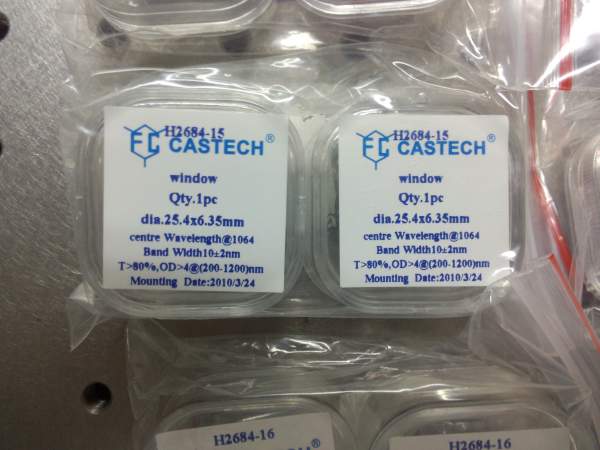 H2684-15
FC CASTECH®
window
Qty.1pc
dia.25.4x6.35mm
centre Wavelength@1064
Band Width10±2nm
T>80%,OD>4@(200-1200)nm
Mounting Date:2010/3/24
H2684-15
FC CASTECH®
window
Qty.1pc
dia.25.4x6.35mm
centre Wavelength@1064
Band Width10±2nm
T>80%,OD>4@(200-1200)nm
Mounting Date:2010/3/24
H2684-16
H2684-16